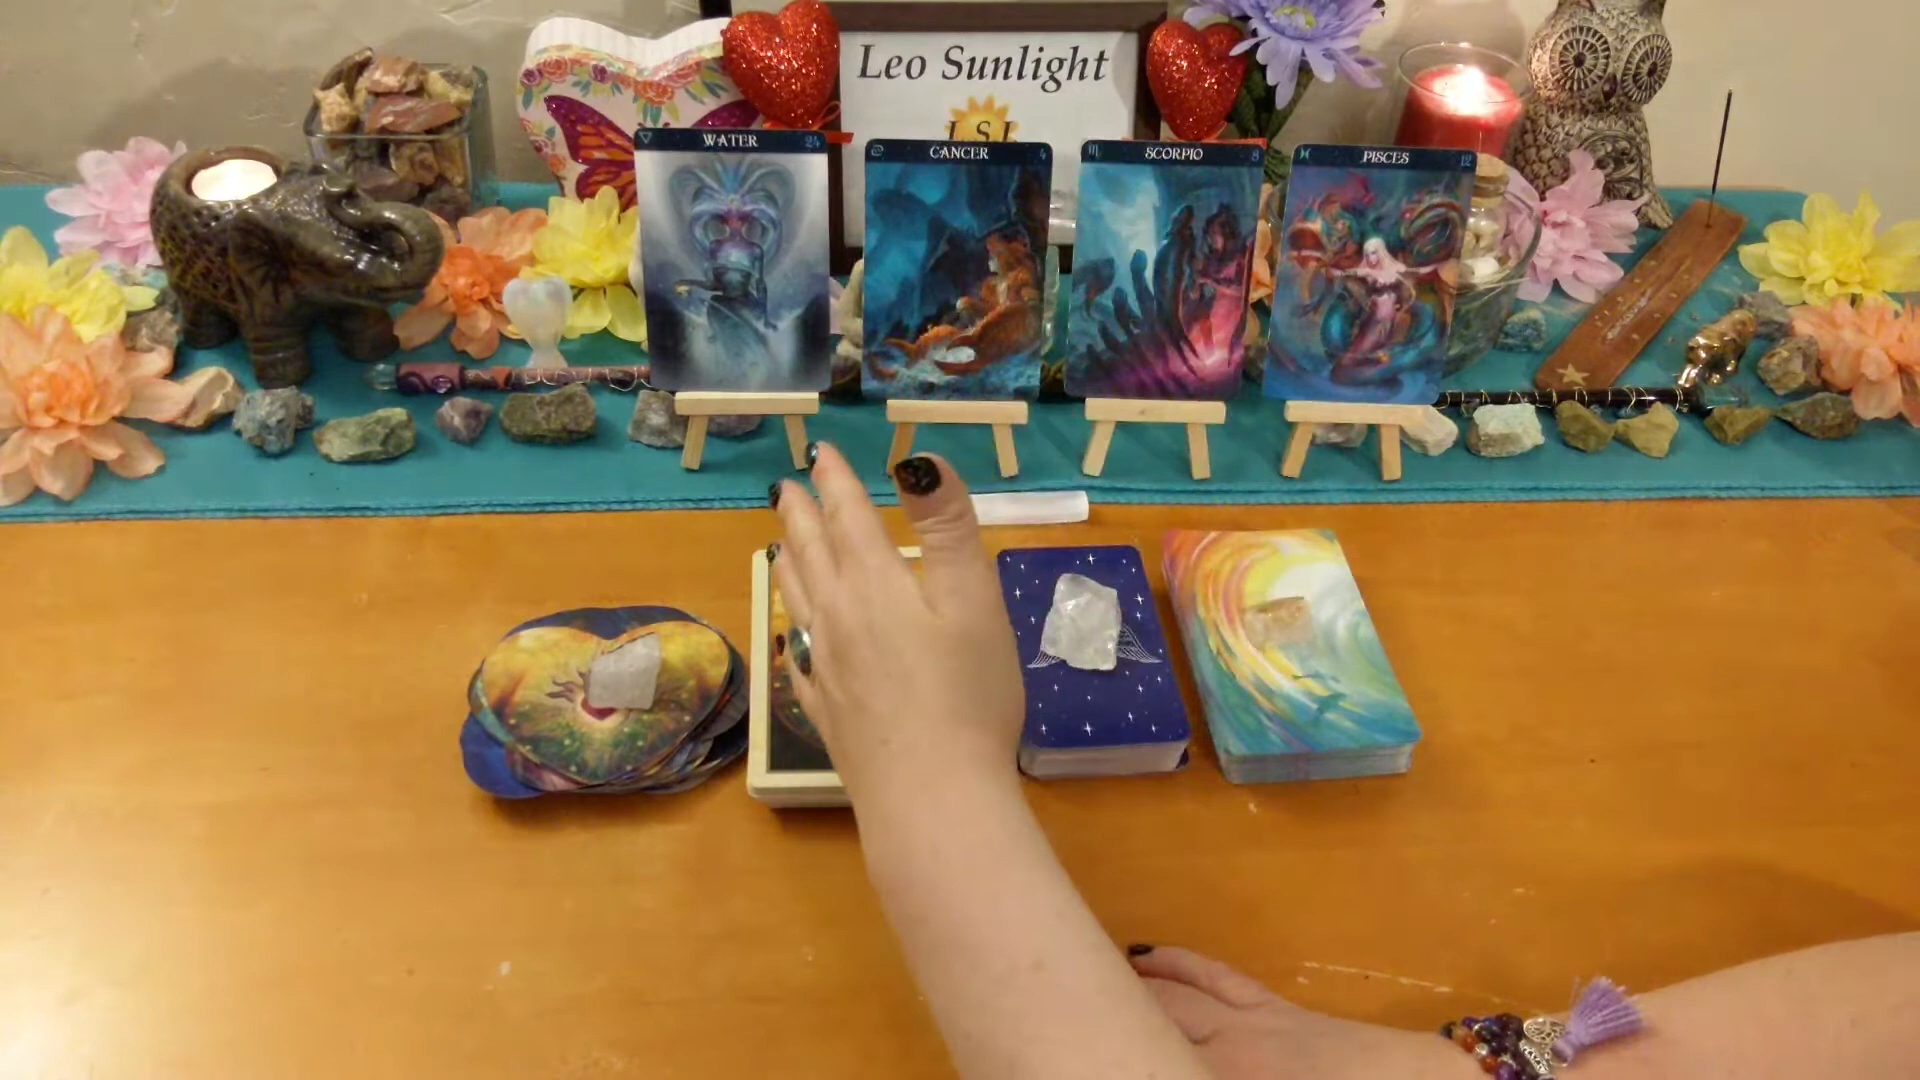 Leo Sunlight
LSL
WATER 24
CANCER 4
SCORPIO 8
PISCES 12